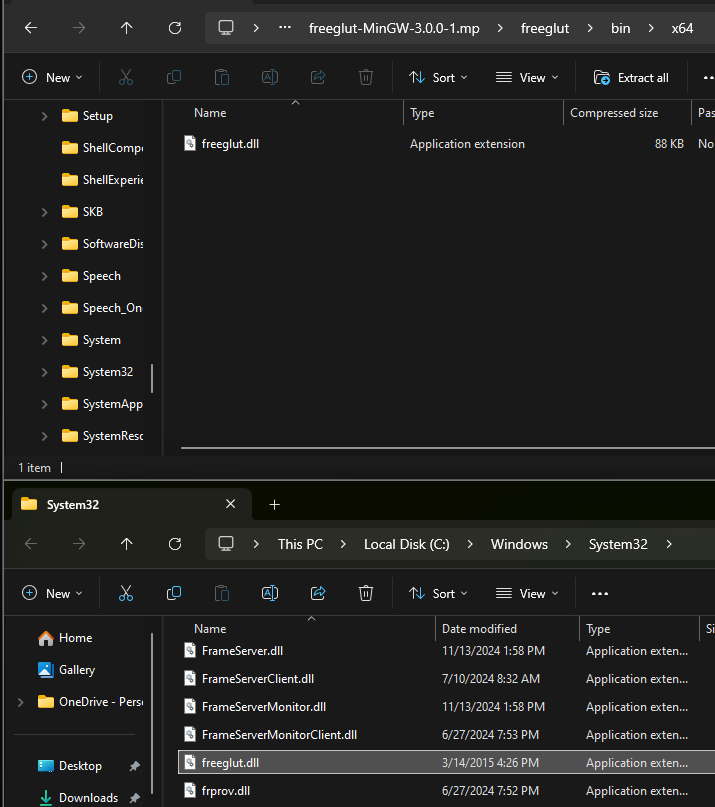 freeglut-MinGW-3.0.0-1.mp > freeglut > bin > x64
New Sort View Extract all
Name Type Compressed size Pas
Setup
freeglut.dll Application extension 88 KB No
ShellCompo
ShellExperie
SKB
SoftwareDis
Speech
Speech_On
System
System32
SystemApp
SystemReso
1 item
System32
This PC > Local Disk (C:) > Windows > System32 >
New Sort View
Name Date modified Type Si
Home
FrameServer.dll 11/13/2024 1:58 PM Application exten...
Gallery
FrameServerClient.dll 7/10/2024 8:32 AM Application exten...
OneDrive - Perso
FrameServerMonitor.dll 11/13/2024 1:58 PM Application exten...
FrameServerMonitorClient.dll 6/27/2024 7:53 PM Application exten...
Desktop
freeglut.dll 3/14/2015 4:26 PM Application exten...
Downloads
frprov.dll 6/27/2024 7:52 PM Application exten...